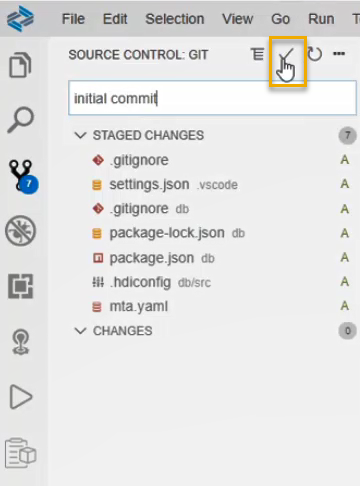 File Edit Selection View Go Run T
SOURCE CONTROL: GIT
initial commit
STAGED CHANGES 7
.gitignore A
settings.json .vscode A
7
.gitignore db A
package-lock.json db A
package.json db A
.hdiconfig db/src A
mta.yaml A
CHANGES 0